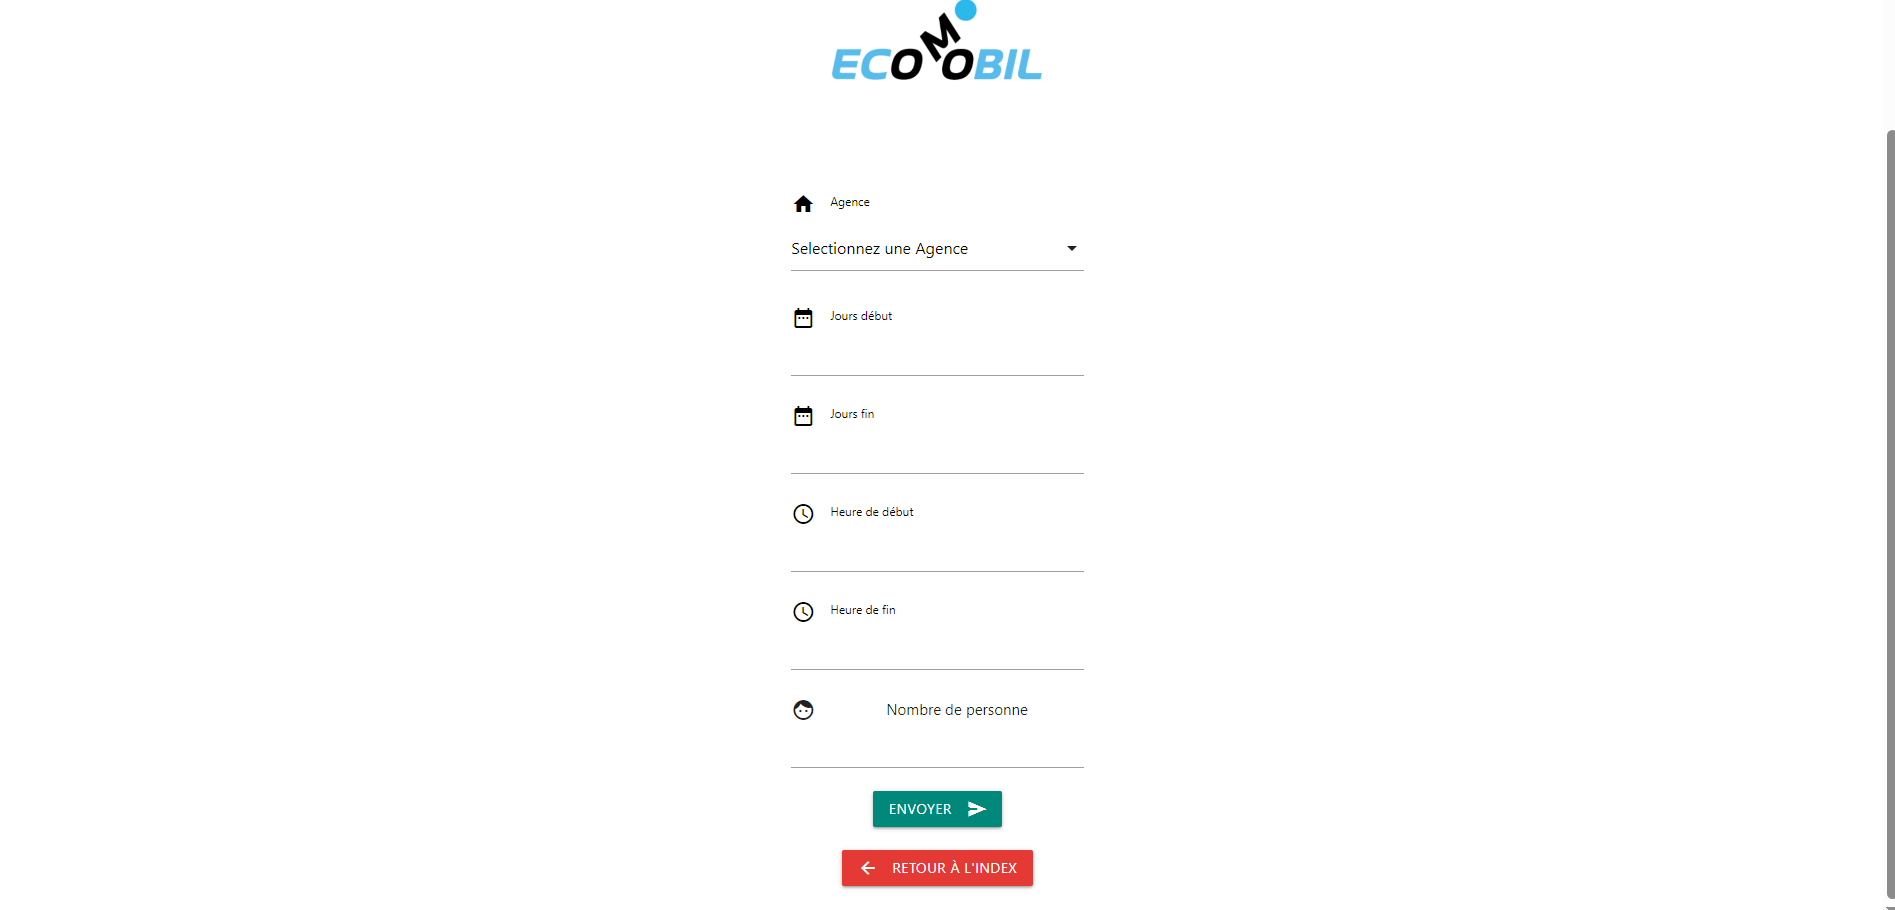 ECOMOBIL
Agence
Selectionnez une Agence
Jours début
Jours fin
Heure de début
Heure de fin
Nombre de personne
ENVOYER
RETOUR À L'INDEX